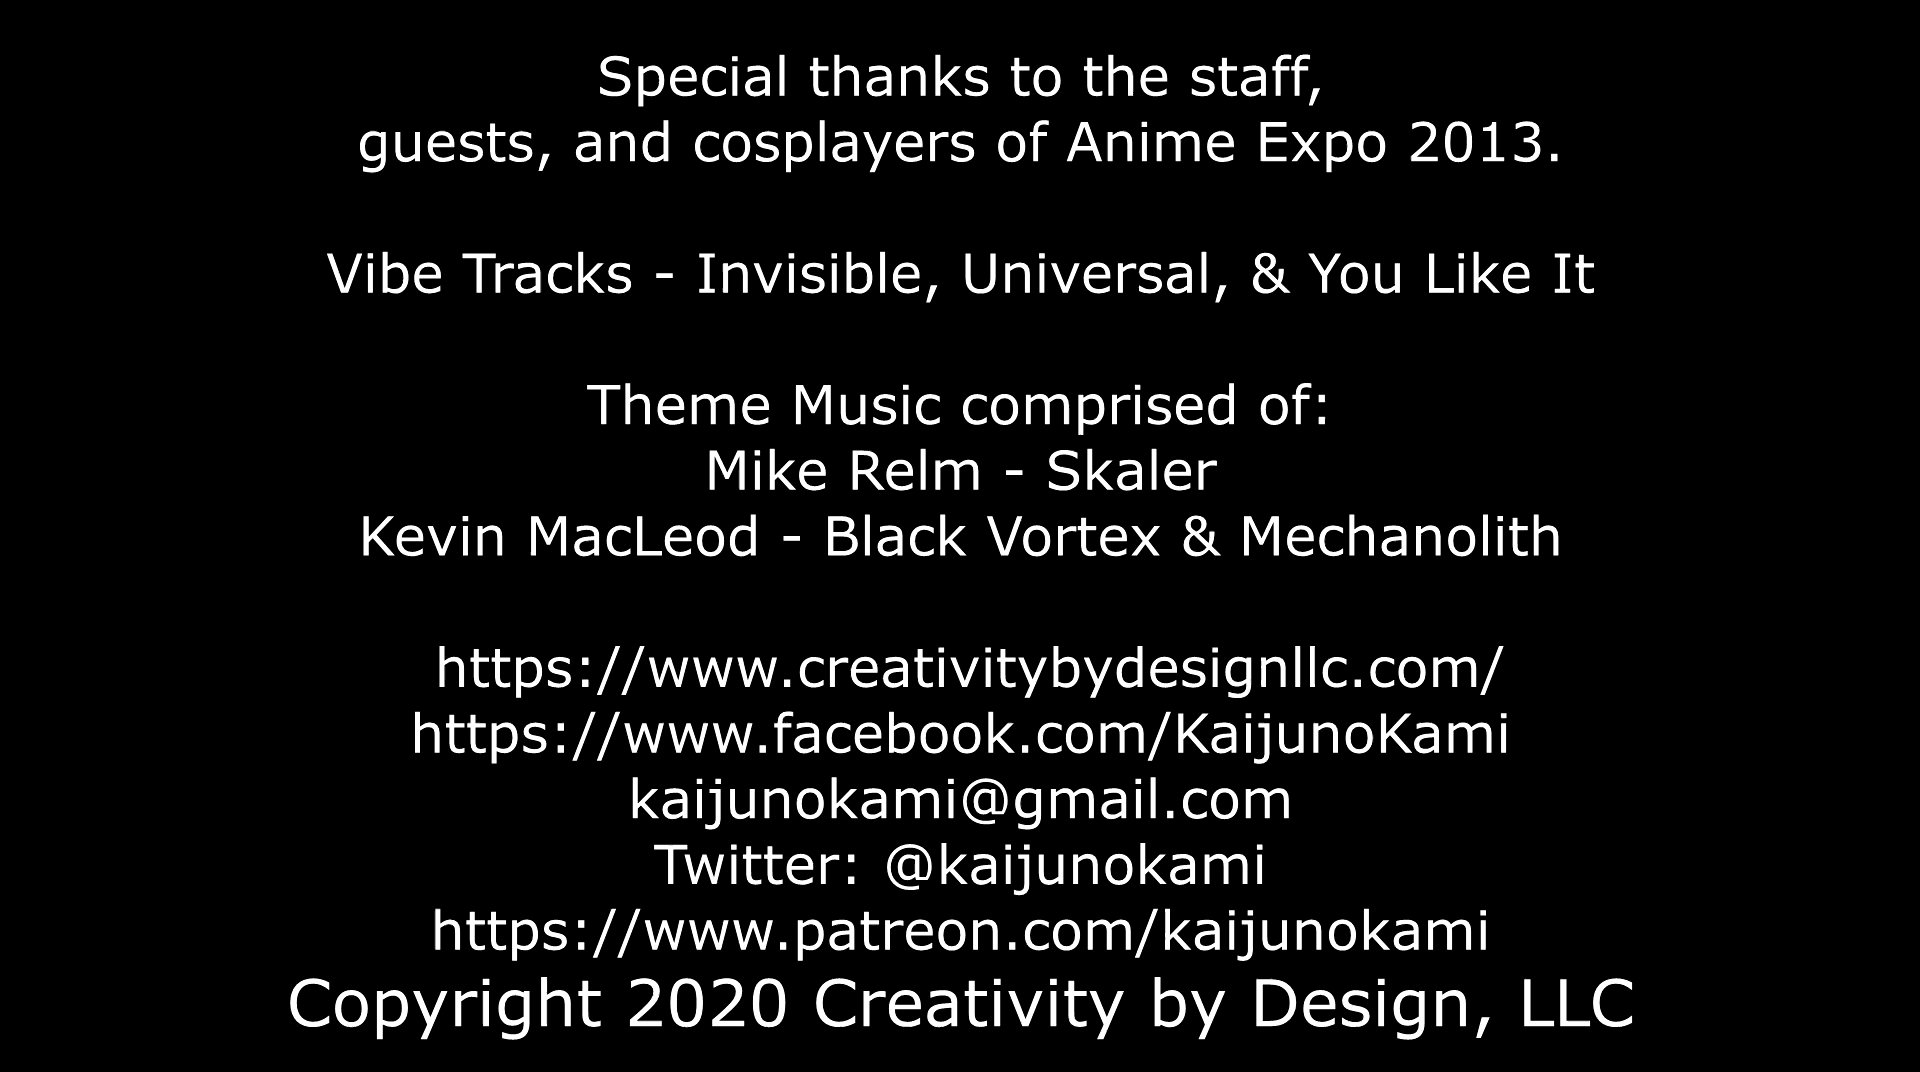 Special thanks to the staff,
guests, and cosplayers of Anime Expo 2013.
Vibe Tracks - Invisible, Universal, & You Like It
Theme Music comprised of:
Mike Relm - Skaler
Kevin MacLeod - Black Vortex & Mechanolith
https://www.creativitybydesignllc.com/
https://www.facebook.com/KaijunoKami
kaijunokami@gmail.com
Twitter: @kaijunokami
https://www.patreon.com/kaijunokami
Copyright 2020 Creativity by Design, LLC